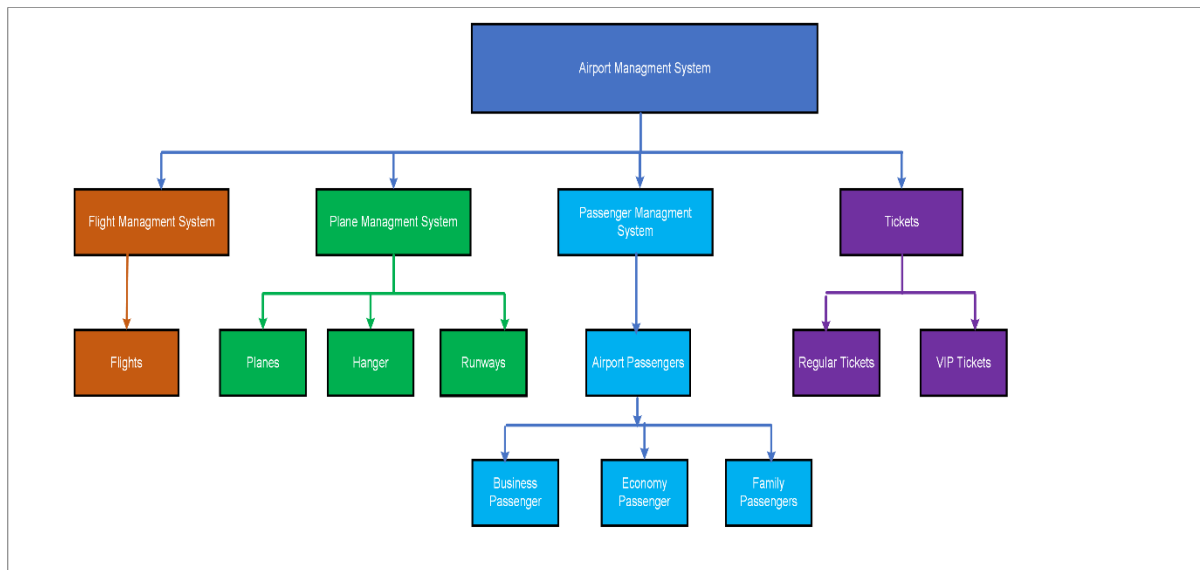 Airport Managment System
Flight Managment System
Plane Managment System
Passenger Managment
System
Tickets
Flights
Planes
Hanger
Runways
Airport Passengers
Regular Tickets
VIP Tickets
Business
Passenger
Economy
Passenger
Family
Passengers